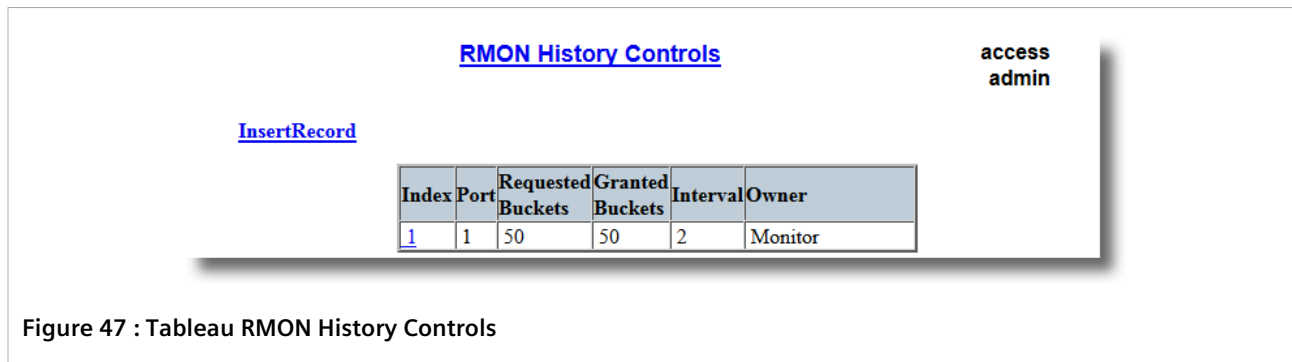 RMON History Controls
access
admin
InsertRecord
Index Port Requested Buckets Granted Buckets Interval Owner
1 1 50 50 2 Monitor
Figure 47 : Tableau RMON History Controls